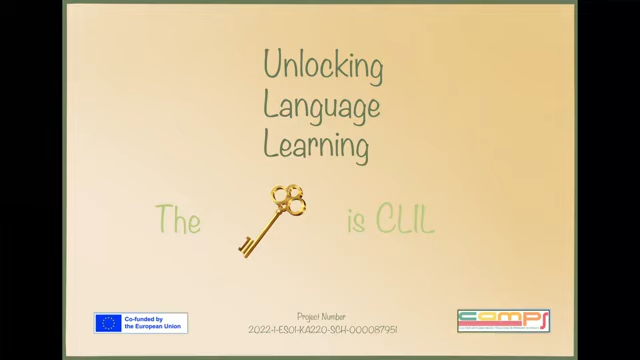 Unlocking
Language
Learning
The is CLIL
Co-funded by
the European Union
Project Number
2022-1-ES01-KA220-SCH-000087951
COMPS